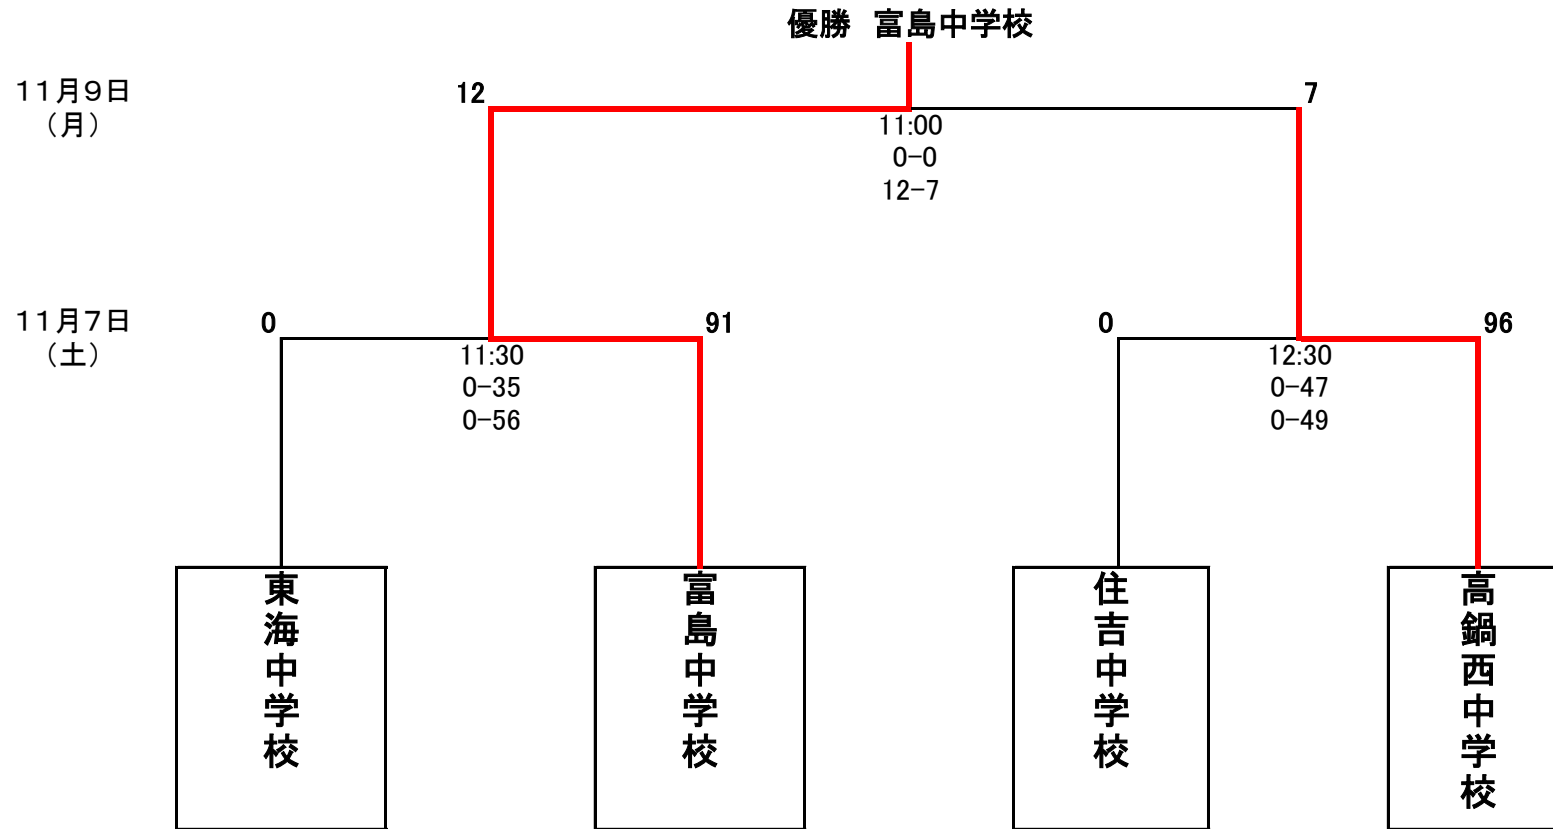 優勝　富島中学校
１１月９日
（月）
12
7
11:00
0-0
12-7
１１月７日
（土）
0
91
0
96
11:30
0-35
0-56
12:30
0-47
0-49
東海中学校
富島中学校
住吉中学校
高鍋西中学校